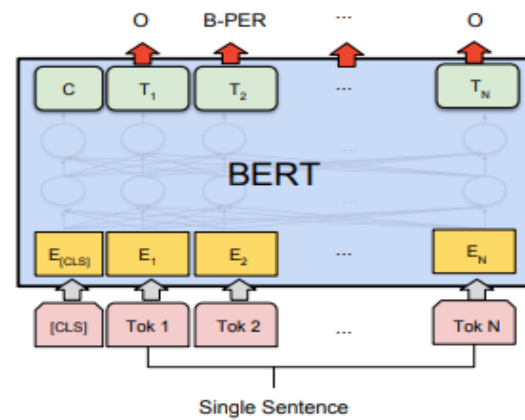 O B-PER ... O
C T1 T2 ... TN
...
BERT
...
E[CLS] E1 E2 ... EN
[CLS] Tok 1 Tok 2 ... Tok N
Single Sentence